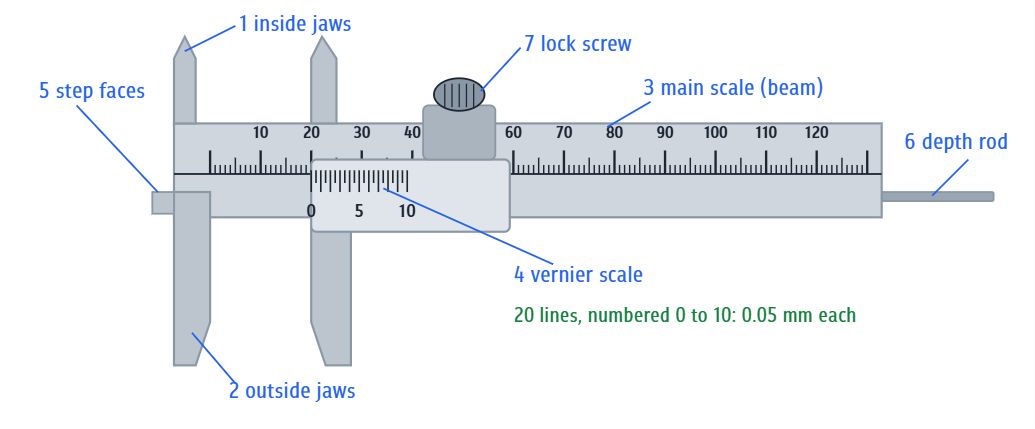 1 inside jaws
7 lock screw
5 step faces
3 main scale (beam)
6 depth rod
10 20 30 40 60 70 80 90 100 110 120
0 5 10
4 vernier scale
20 lines, numbered 0 to 10: 0.05 mm each
2 outside jaws